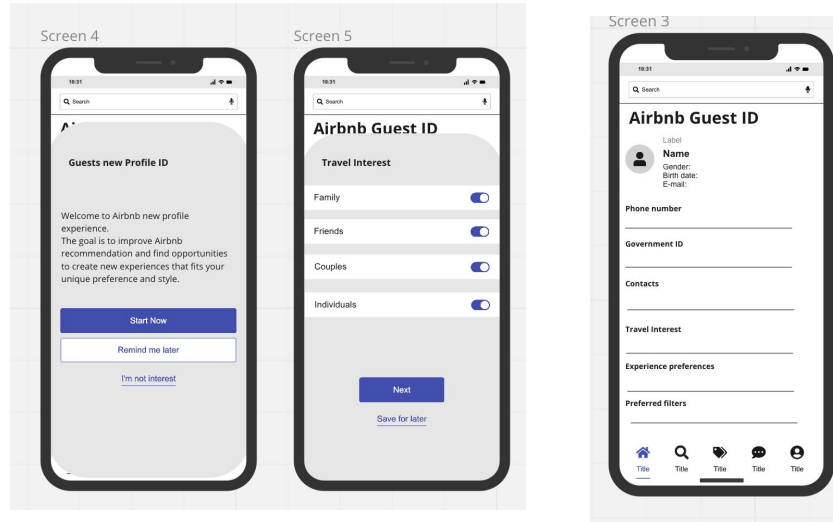 Screen 4
10:31
Search
Guests new Profile ID
Welcome to Airbnb new profile
experience.
The goal is to improve Airbnb
recommendation and find opportunities
to create new experiences that fits your
unique preference and style.
Start Now
Remind me later
I'm not interest
Screen 5
10:31
Search
Airbnb Guest ID
Travel Interest
Family
Friends
Couples
Individuals
Next
Save for later
Screen 3
10:31
Search
Airbnb Guest ID
Label
Name
Gender:
Birth date:
E-mail:
Phone number
Government ID
Contacts
Travel Interest
Experience preferences
Preferred filters
Title Title Title Title Title